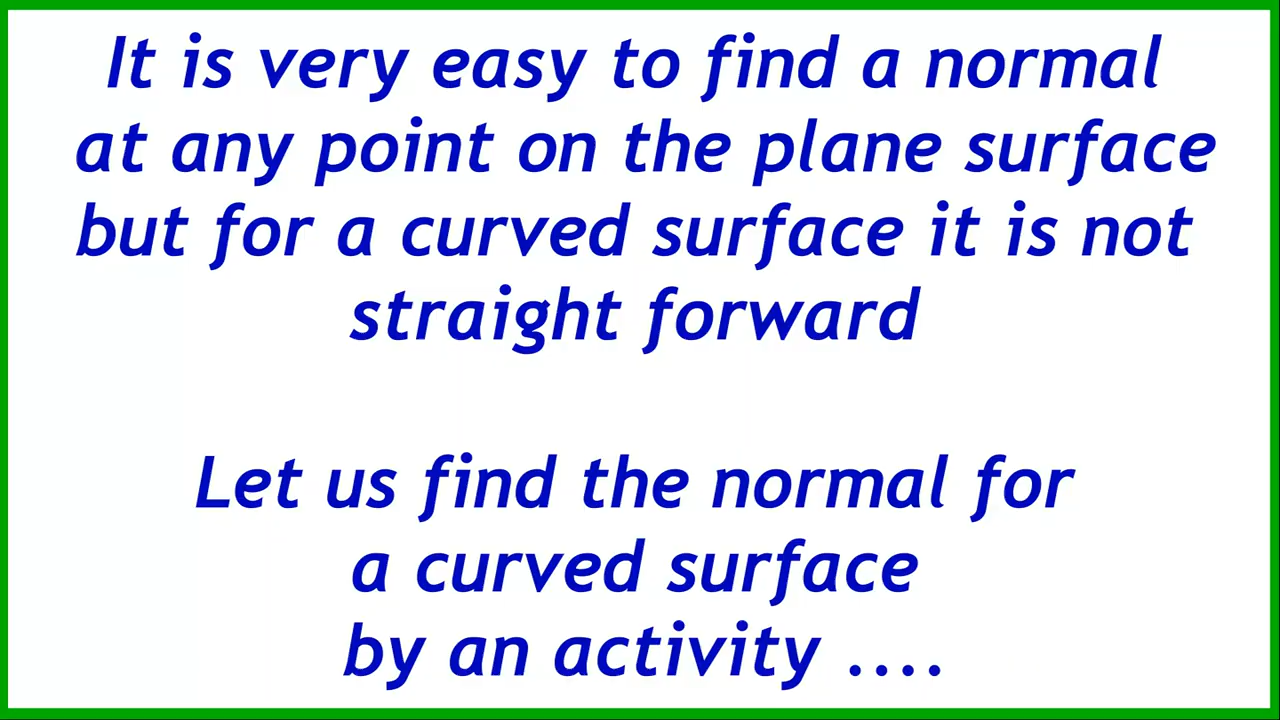 It is very easy to find a normal
at any point on the plane surface
but for a curved surface it is not
straight forward
Let us find the normal for
a curved surface
by an activity ....